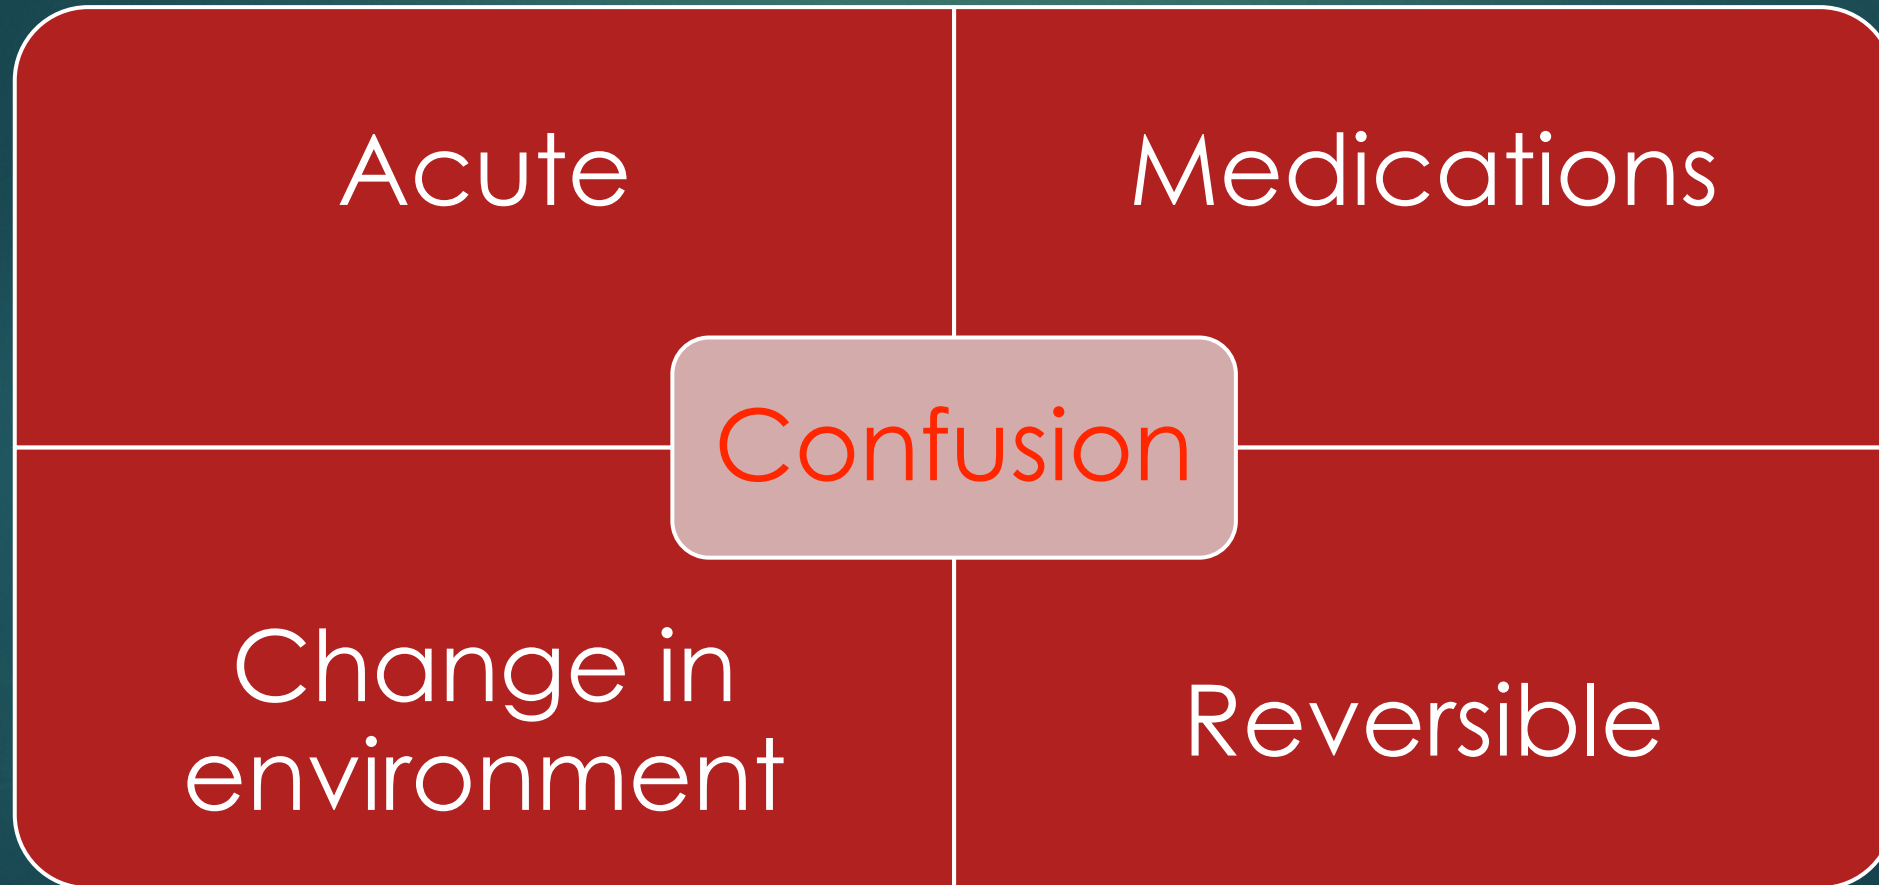 Acute
Medications
Confusion
Change in
environment
Reversible